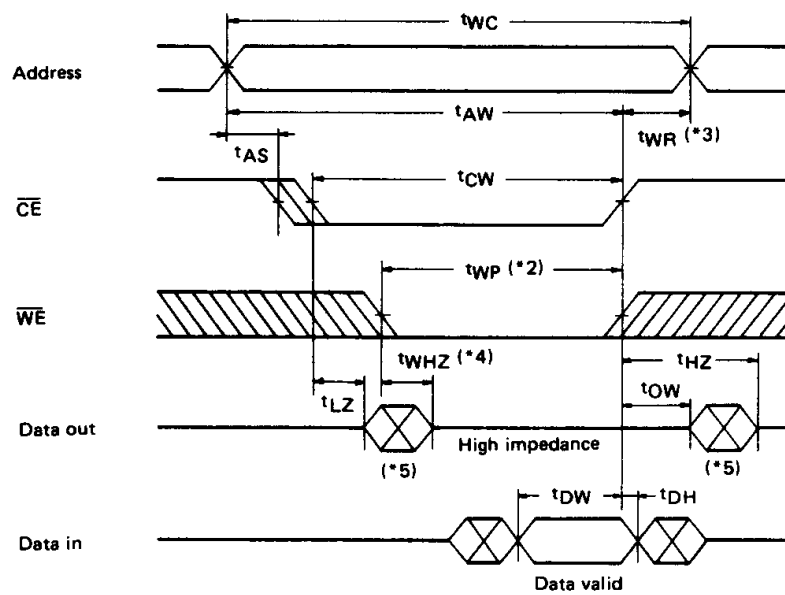 tWC
Address
tAW
tWR (*3)
tAS
tCW
CE
tWP (*2)
WE
tWHZ (*4)
tHZ
tLZ
tOW
Data out
High impedance
(*5)
(*5)
tDW
tDH
Data in
Data valid